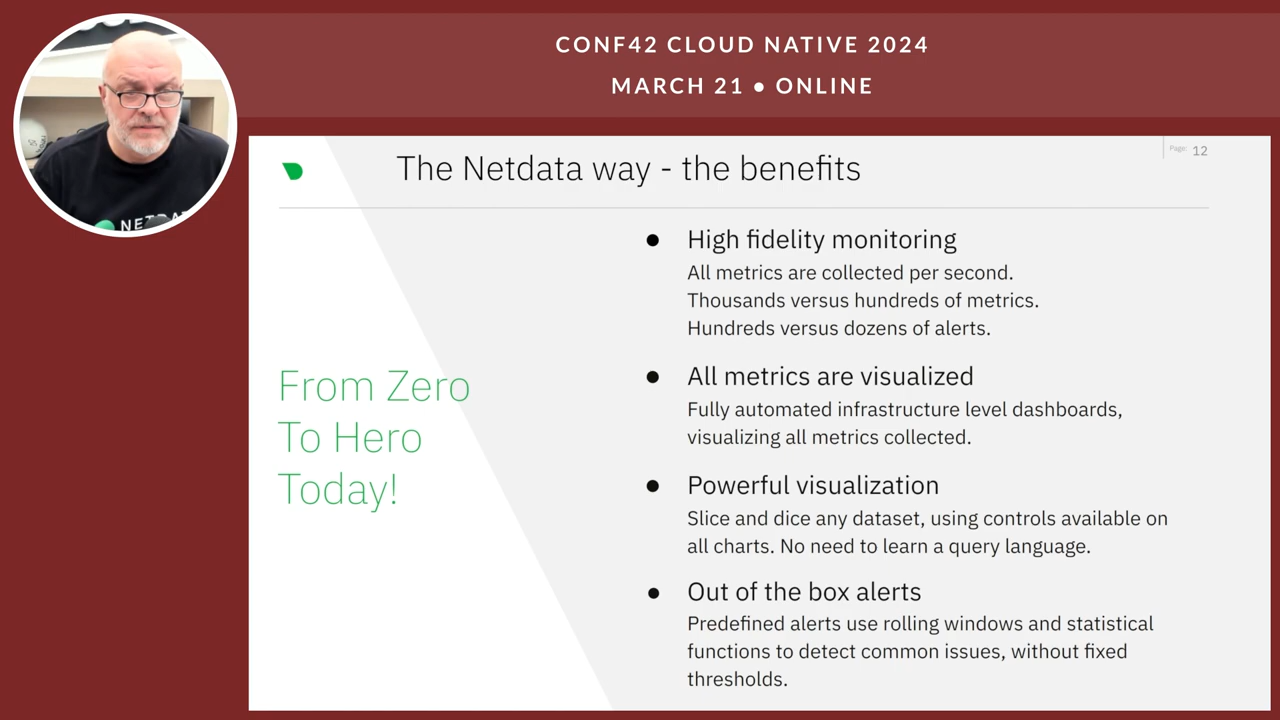 CONF42 CLOUD NATIVE 2024
MARCH 21 ● ONLINE
The Netdata way - the benefits
Page: 12
From Zero
To Hero
Today!
● High fidelity monitoring
All metrics are collected per second.
Thousands versus hundreds of metrics.
Hundreds versus dozens of alerts.
● All metrics are visualized
Fully automated infrastructure level dashboards,
visualizing all metrics collected.
● Powerful visualization
Slice and dice any dataset, using controls available on
all charts. No need to learn a query language.
● Out of the box alerts
Predefined alerts use rolling windows and statistical
functions to detect common issues, without fixed
thresholds.